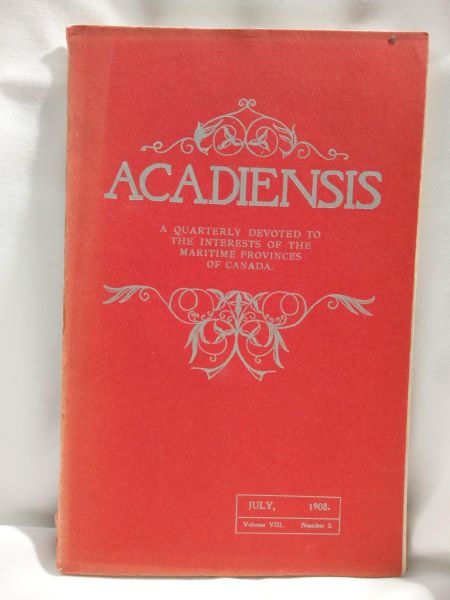 ACADIENSIS
A QUARTERLY DEVOTED TO
THE INTERESTS OF THE
MARITIME PROVINCES
OF CANADA.
JULY, 1908.
Volume VIII. Number 3.